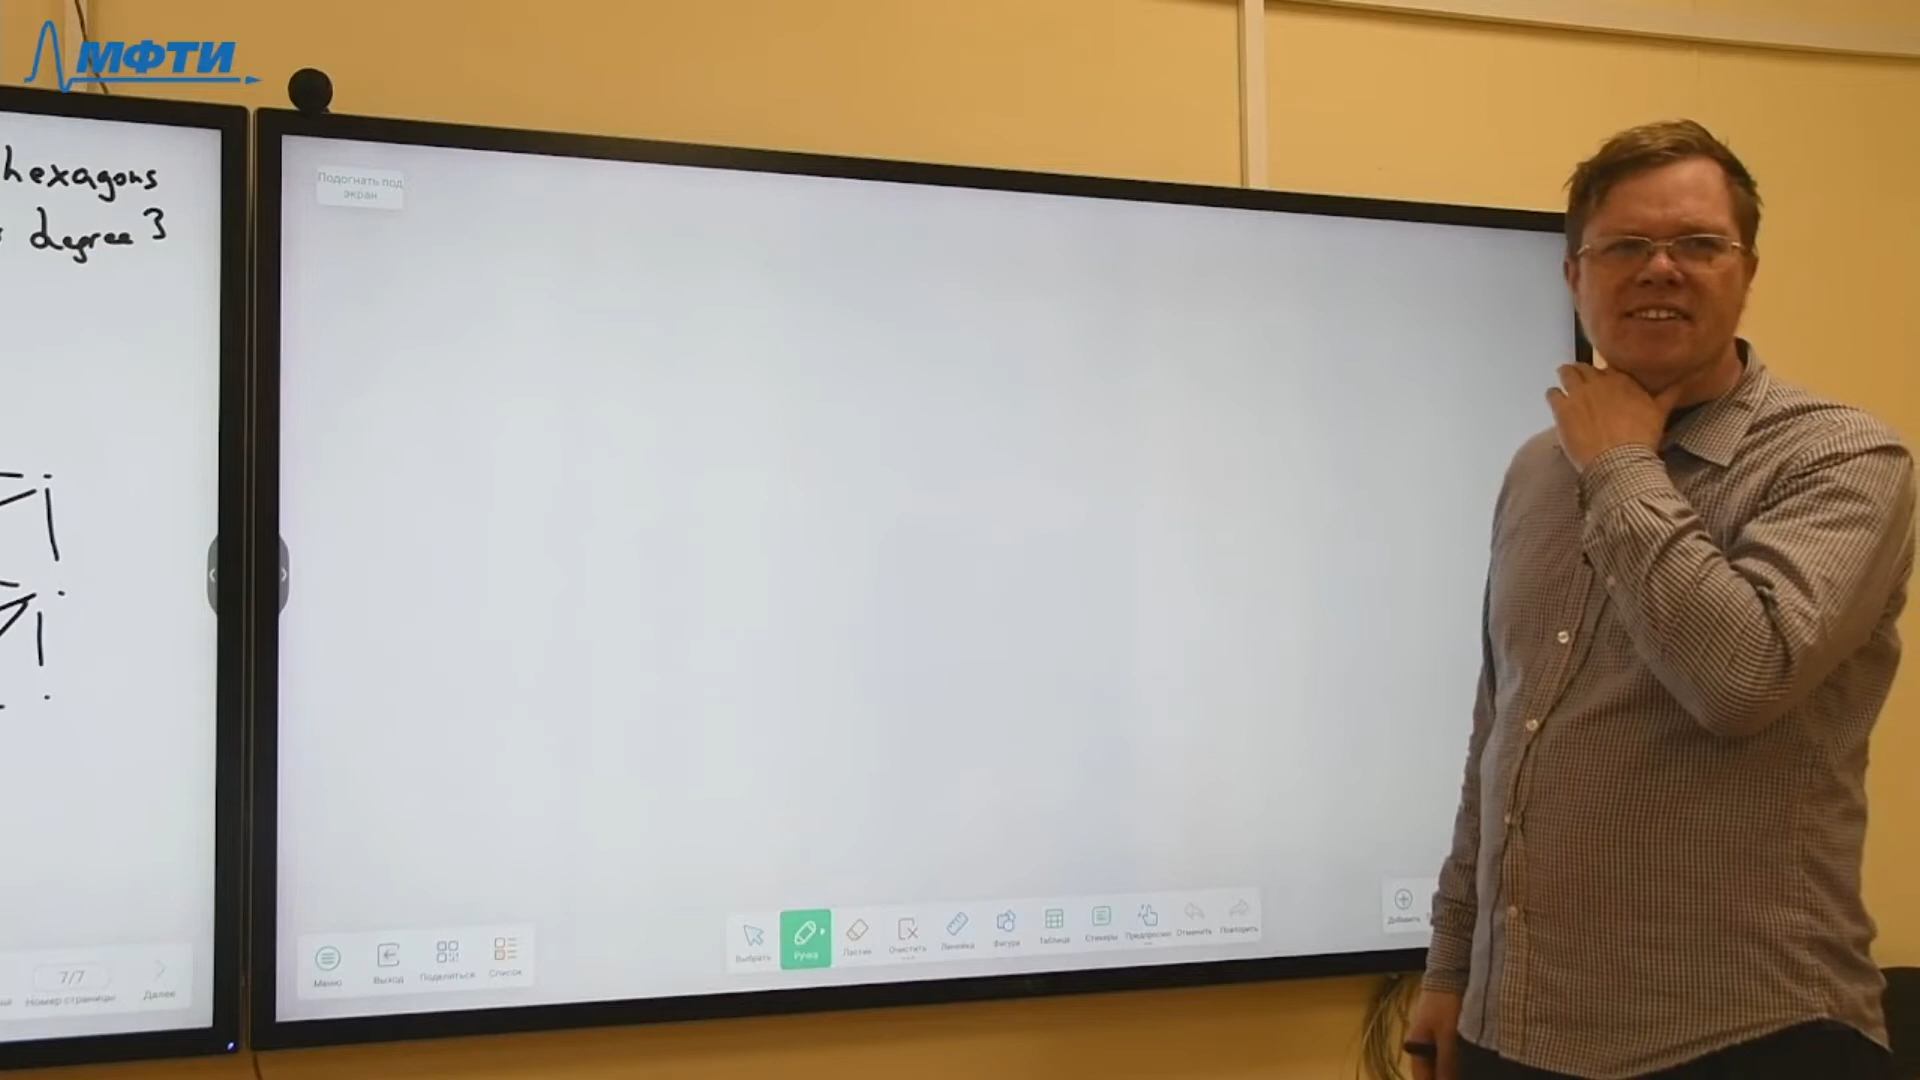 МФТИ
hexagons
degree 3
Подогнать под
экран
7/7
Номер страницы
Далее
Меню
Выход
Поделиться
Список
Выбрать
Ручка
Ластик
Очистить
Линейка
Фигура
Таблица
Стикеры
Предпросмо
Отменить
Повторить
Добавить